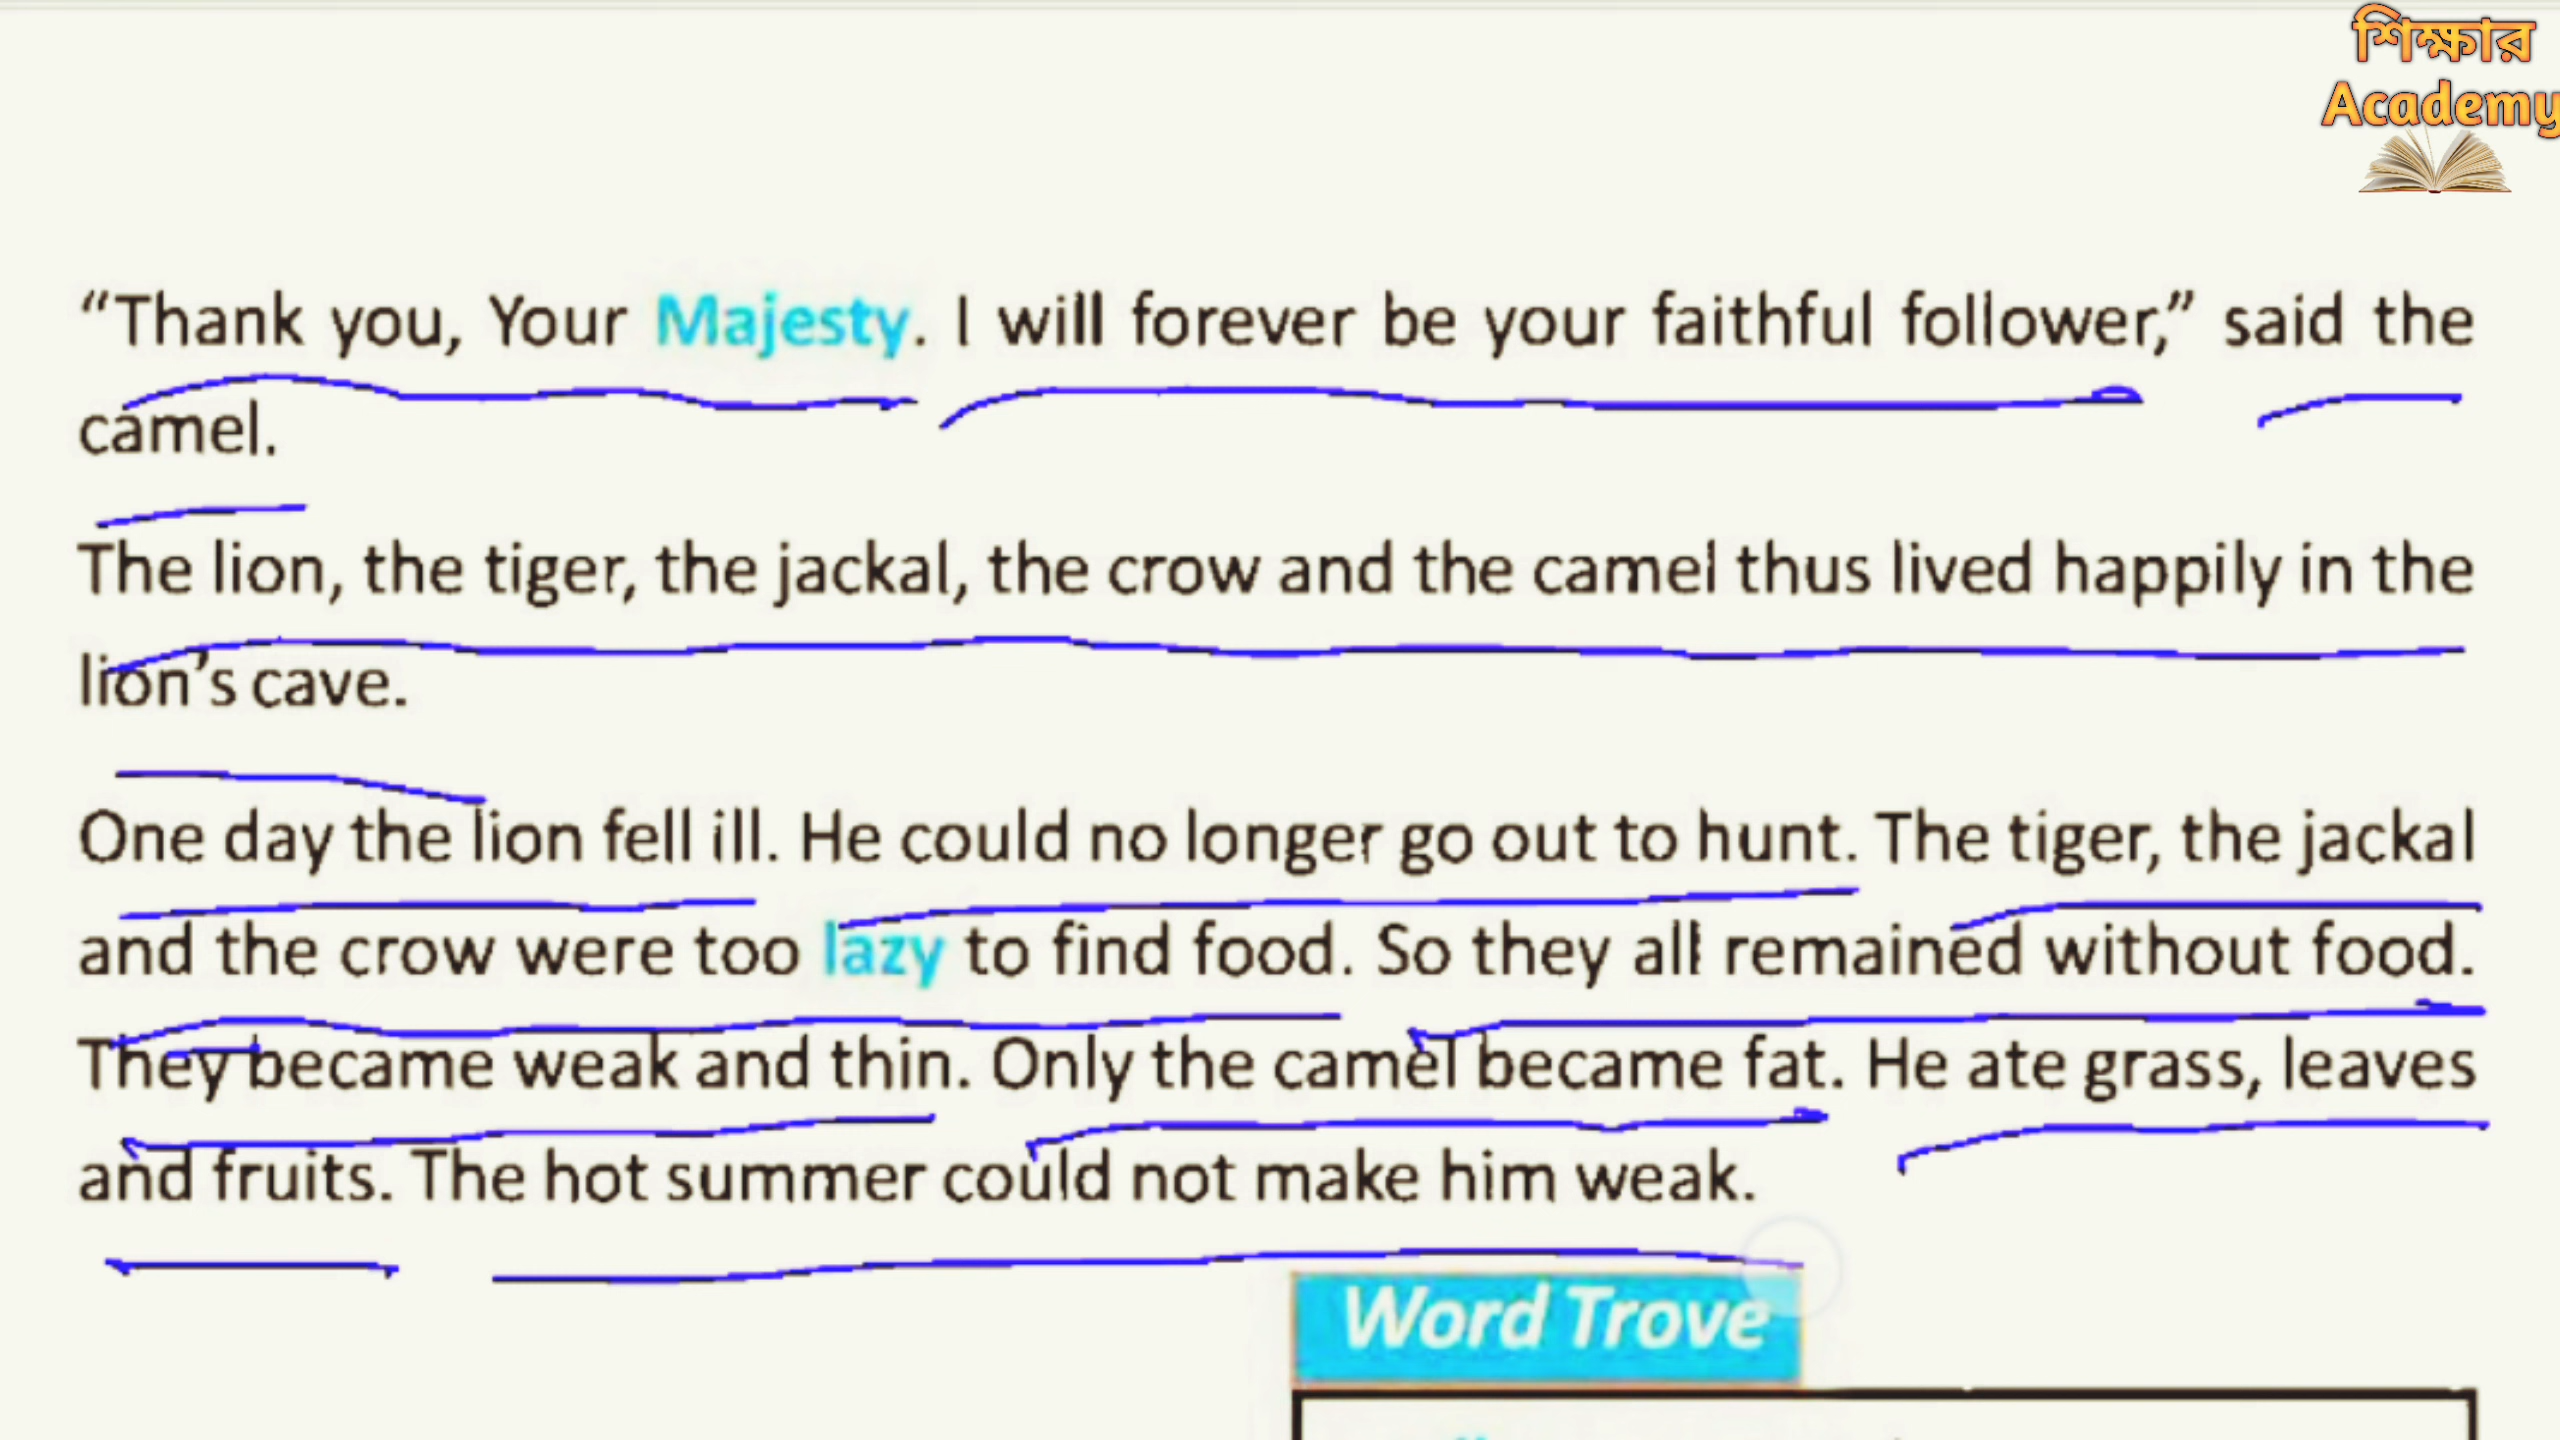 শিক্ষার
Academy
“Thank you, Your Majesty. I will forever be your faithful follower,” said the
camel.
The lion, the tiger, the jackal, the crow and the camel thus lived happily in the
lion’s cave.
One day the lion fell ill. He could no longer go out to hunt. The tiger, the jackal
and the crow were too lazy to find food. So they all remained without food.
They became weak and thin. Only the camel became fat. He ate grass, leaves
and fruits. The hot summer could not make him weak.
Word Trove